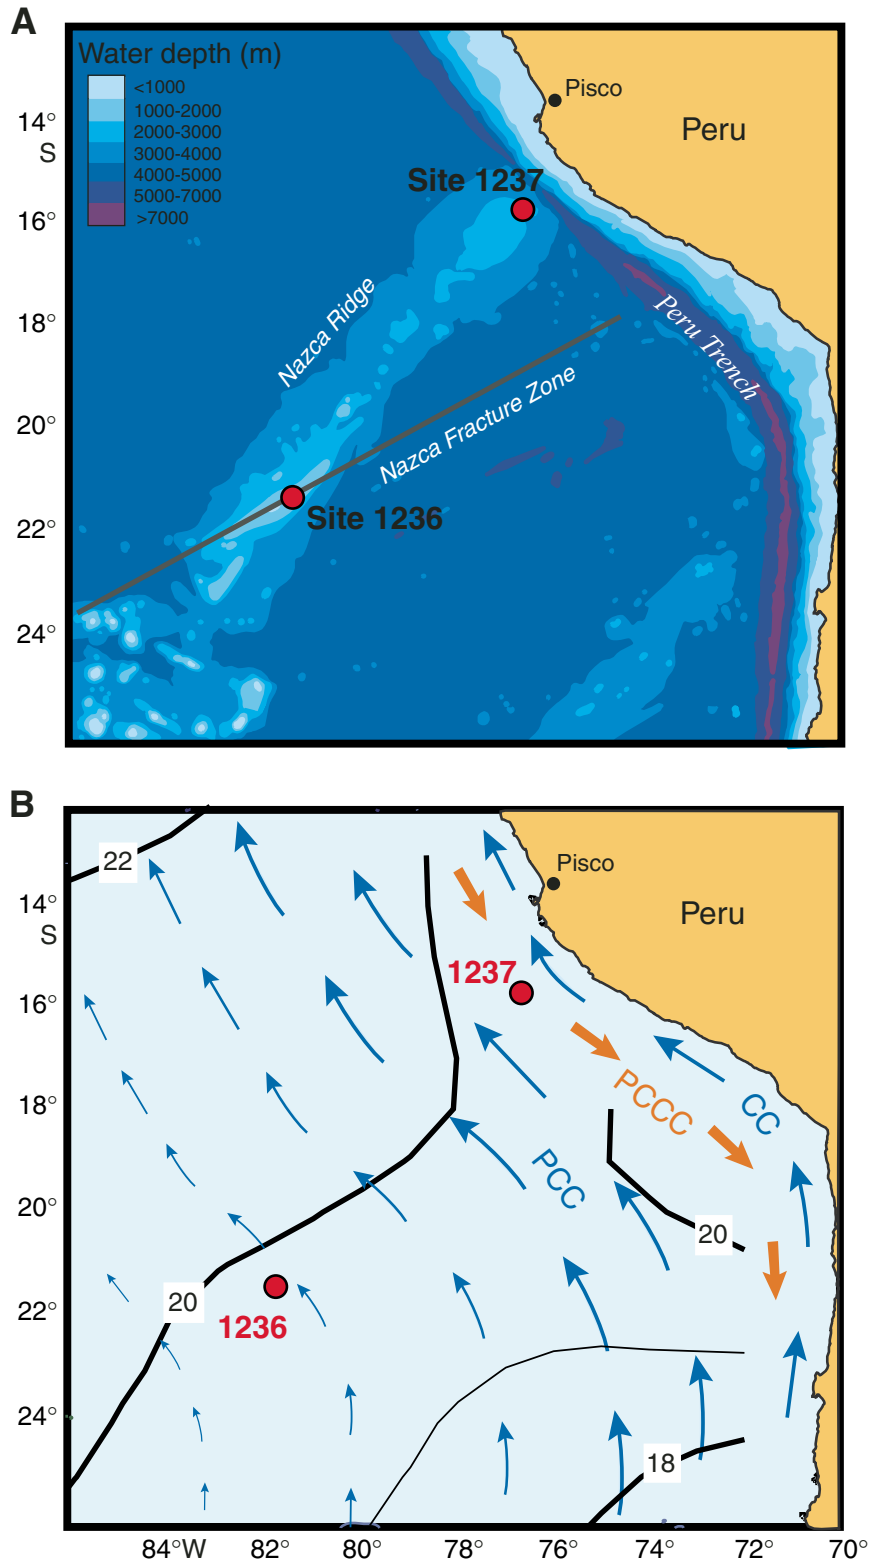 A
Water depth (m)
<1000
1000-2000
2000-3000
3000-4000
4000-5000
5000-7000
>7000
Pisco
Peru
14°
S
Site 1237
16°
Nazca Ridge
18°
Peru Trench
Nazca Fracture Zone
20°
Site 1236
22°
24°
B
22
Pisco
14°
S
Peru
1237
16°
PCCC
CC
18°
PCC
20°
20
20
22°
1236
24°
18
84°W 82° 80° 78° 76° 74° 72° 70°